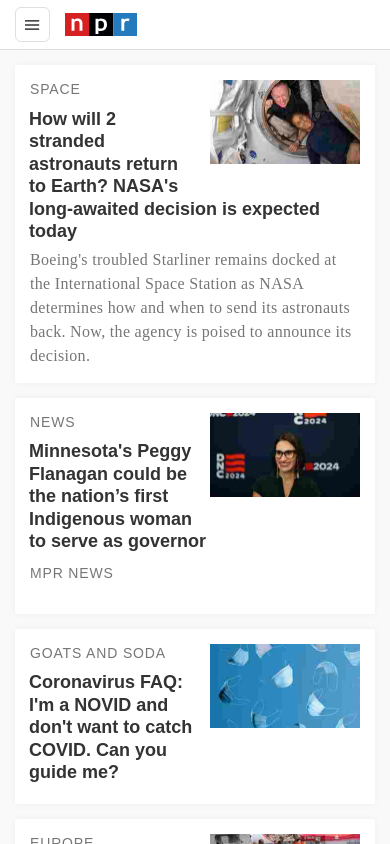 npr
SPACE
How will 2
stranded
astronauts return
to Earth? NASA's
long-awaited decision is expected
today
Boeing's troubled Starliner remains docked at
the International Space Station as NASA
determines how and when to send its astronauts
back. Now, the agency is poised to announce its
decision.
NEWS
Minnesota's Peggy
Flanagan could be
the nation’s first
Indigenous woman
to serve as governor
DNC
2024
2024
2024
MPR NEWS
GOATS AND SODA
Coronavirus FAQ:
I'm a NOVID and
don't want to catch
COVID. Can you
guide me?
EUROPE